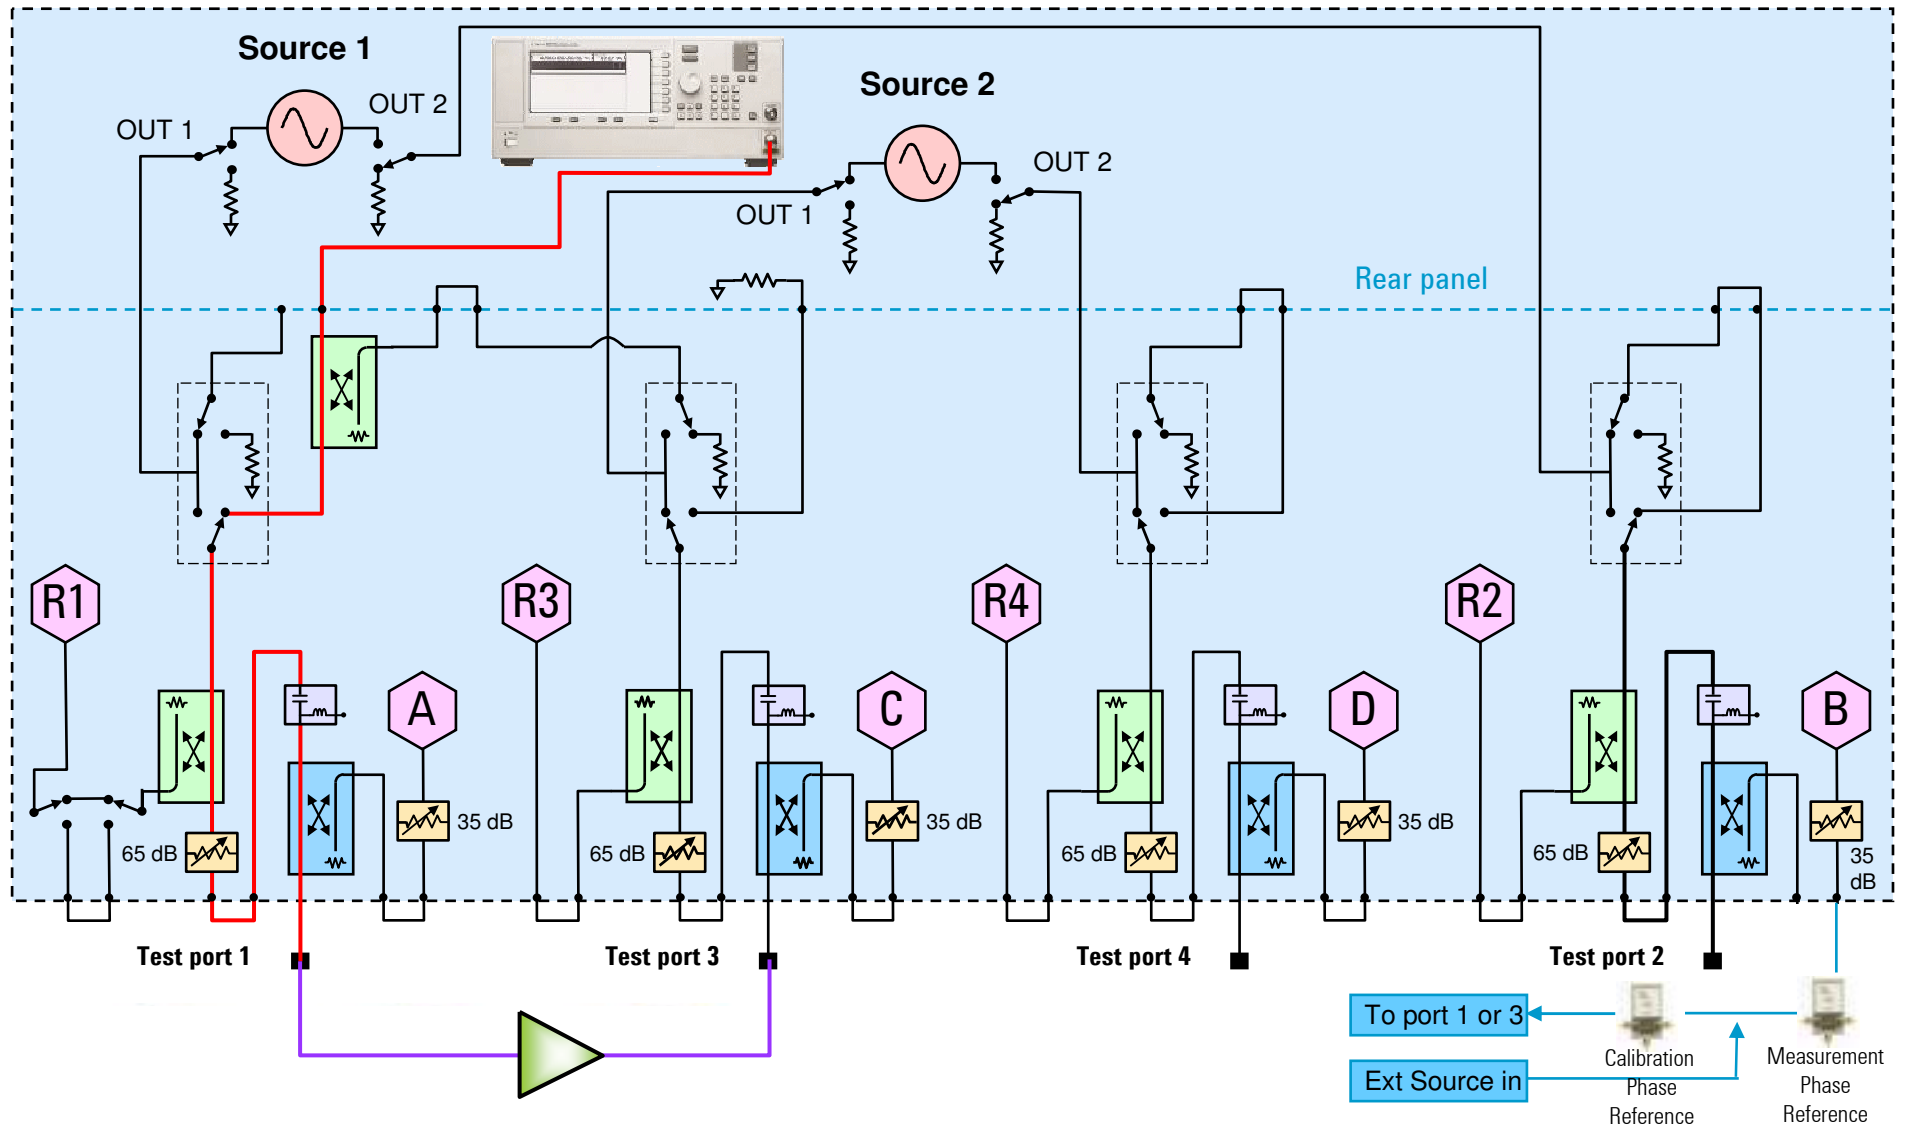 Source 1
OUT 1
OUT 2
Source 2
OUT 1
OUT 2
Rear panel
R1
A
R3
C
R4
D
R2
B
65 dB
35 dB
65 dB
35 dB
65 dB
35 dB
65 dB
35
dB
Test port 1
Test port 3
Test port 4
Test port 2
To port 1 or 3
Ext Source in
Calibration
Phase
Reference
Measurement
Phase
Reference